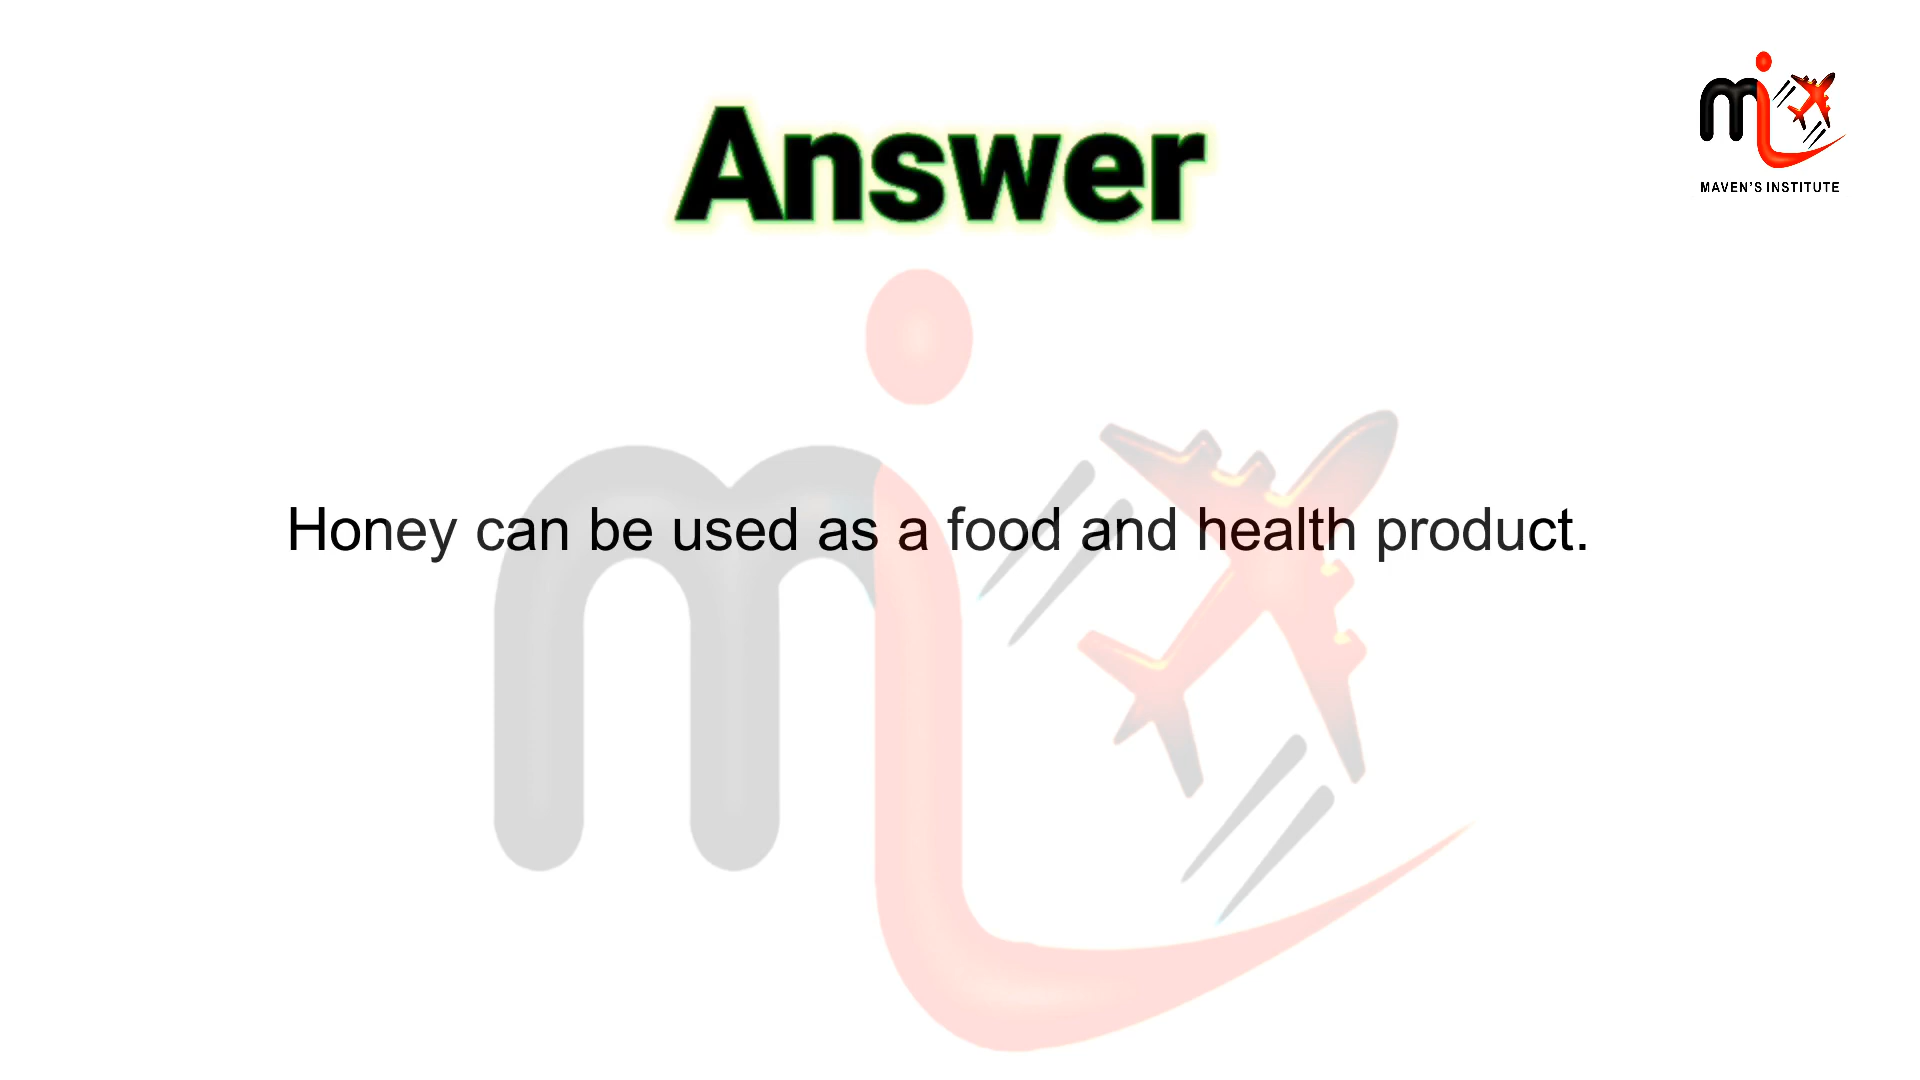 Answer
MAVEN'S INSTITUTE
Honey can be used as a food and health product.